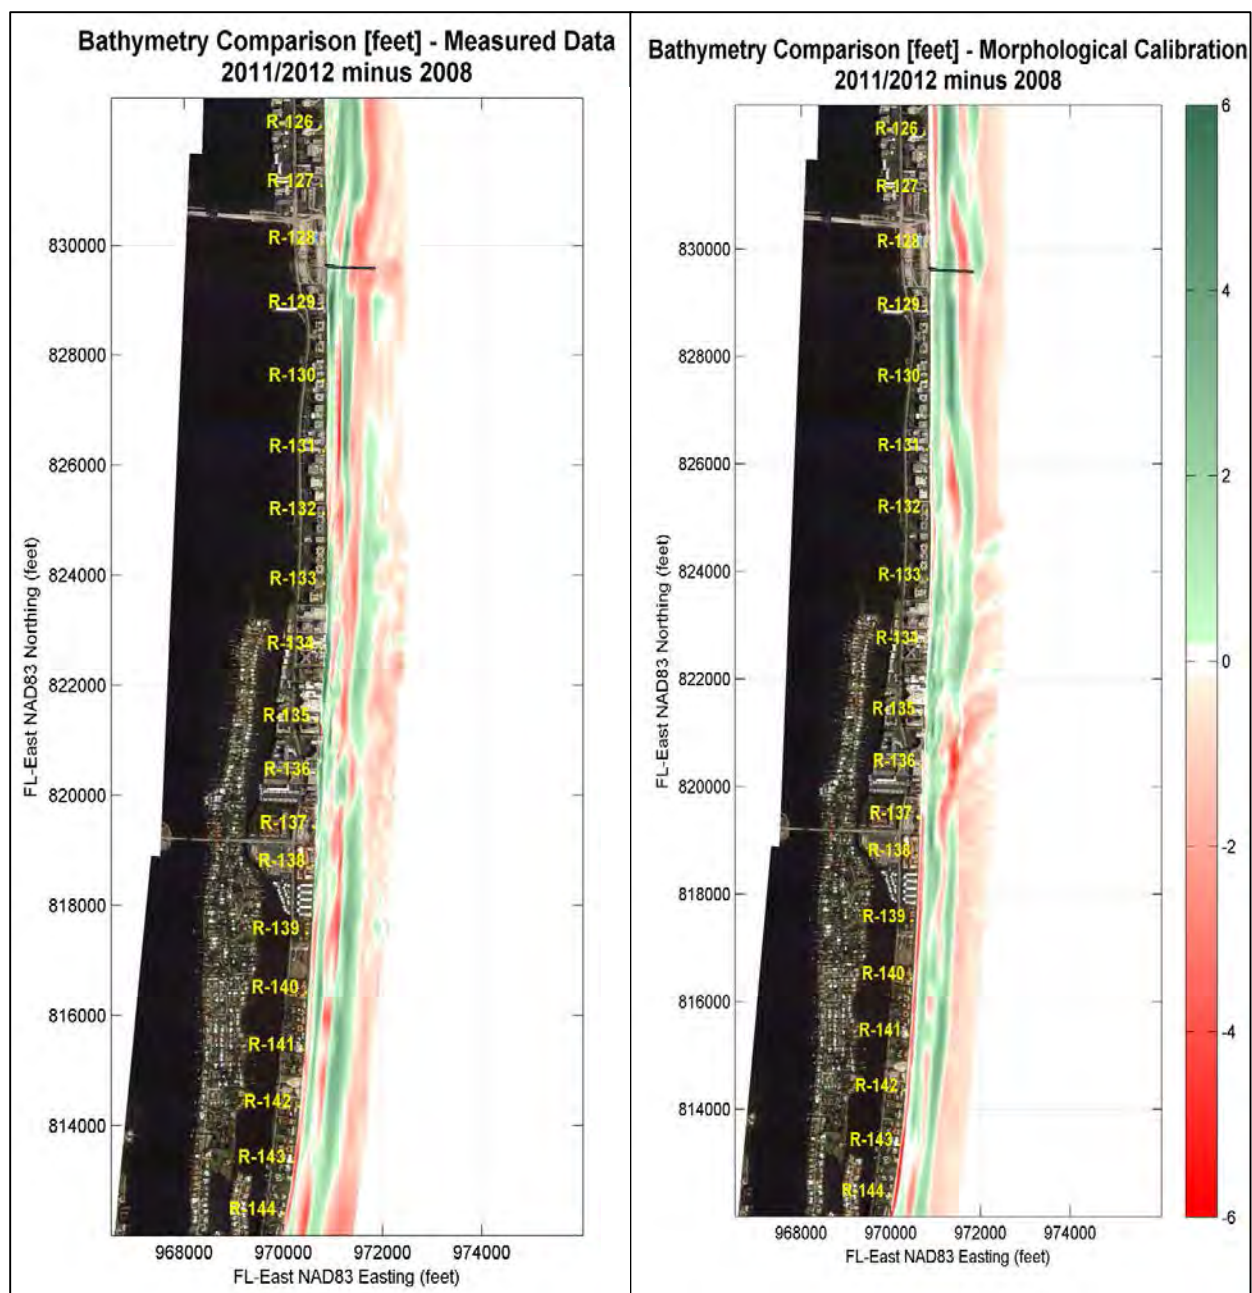 Bathymetry Comparison [feet] - Measured Data
2011/2012 minus 2008
R-126
R-127
830000
R-128
R-129
828000
R-130
R-131
826000
R-132
824000
R-133
R-134
822000
R-135
R-136
820000
R-137
R-138
818000
R-139
R-140
816000
R-141
R-142
814000
R-143
R-144
968000
970000
972000
974000
FL-East NAD83 Easting (feet)
FL-East NAD83 Northing (feet)
Bathymetry Comparison [feet] - Morphological Calibration
2011/2012 minus 2008
R-126
R-127
830000
R-128
R-129
828000
R-130
R-131
826000
R-132
824000
R-133
R-134
822000
R-135
R-136
820000
R-137
R-138
818000
R-139
R-140
816000
R-141
R-142
814000
R-143
R-144
968000
970000
972000
974000
FL-East NAD83 Easting (feet)
FL-East NAD83 Northing (feet)
6
4
2
0
-2
-4
-6